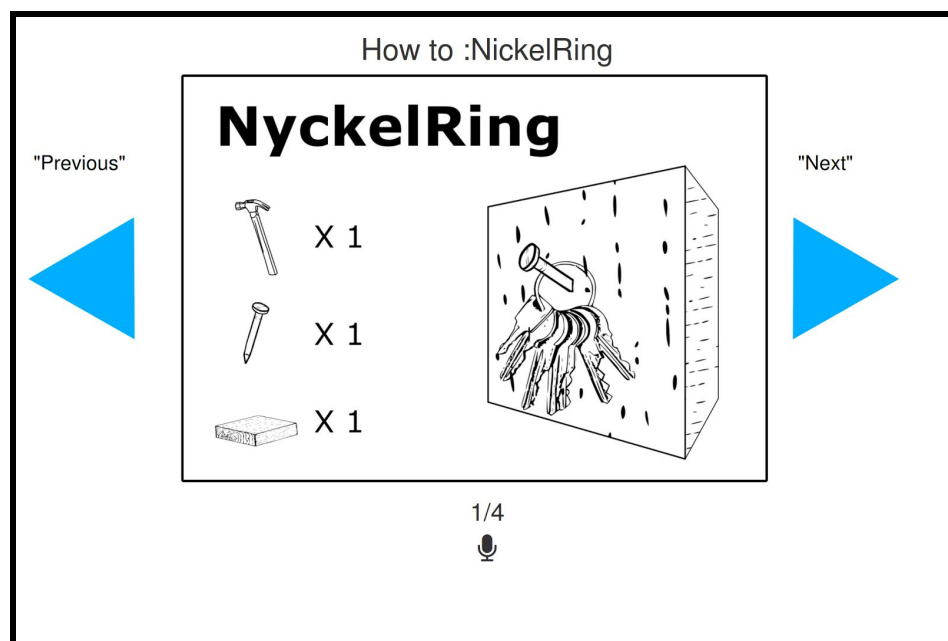 How to :NickelRing
NyckelRing
"Previous"
"Next"
X 1
X 1
X 1
1/4